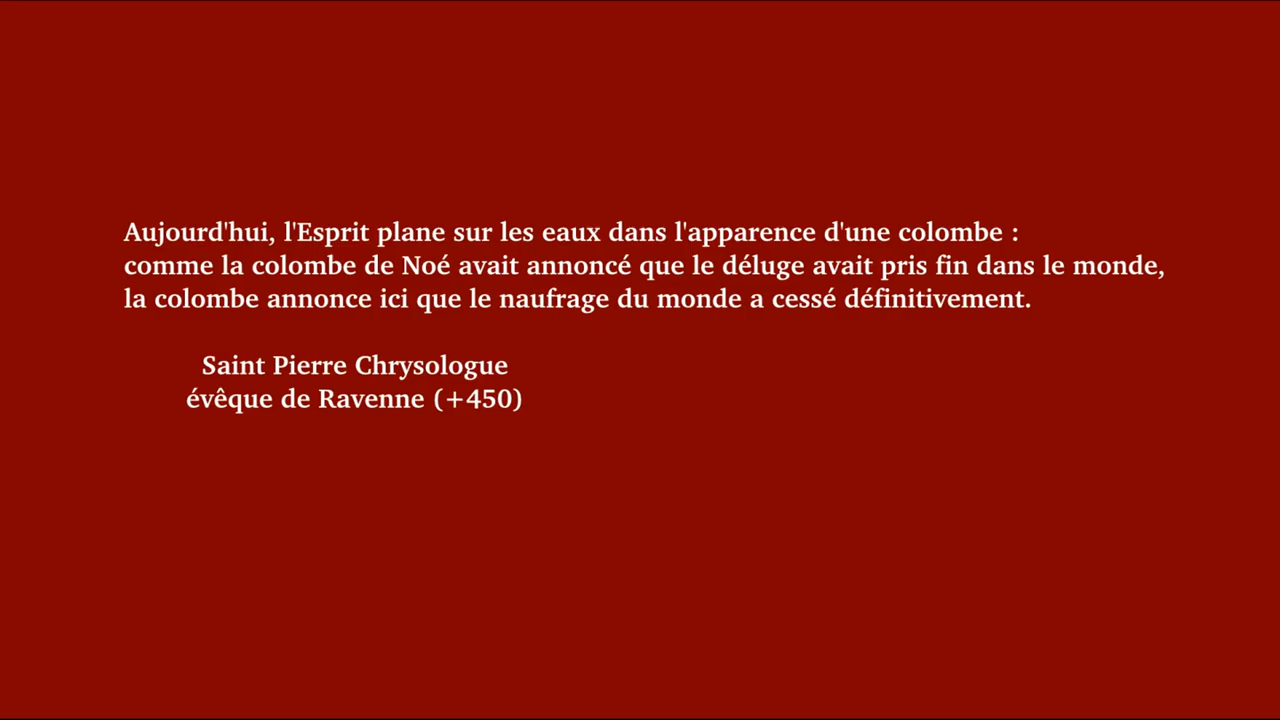 Aujourd'hui, l'Esprit plane sur les eaux dans l'apparence d'une colombe :
comme la colombe de Noé avait annoncé que le déluge avait pris fin dans le monde,
la colombe annonce ici que le naufrage du monde a cessé définitivement.
Saint Pierre Chrysologue
évêque de Ravenne (+450)